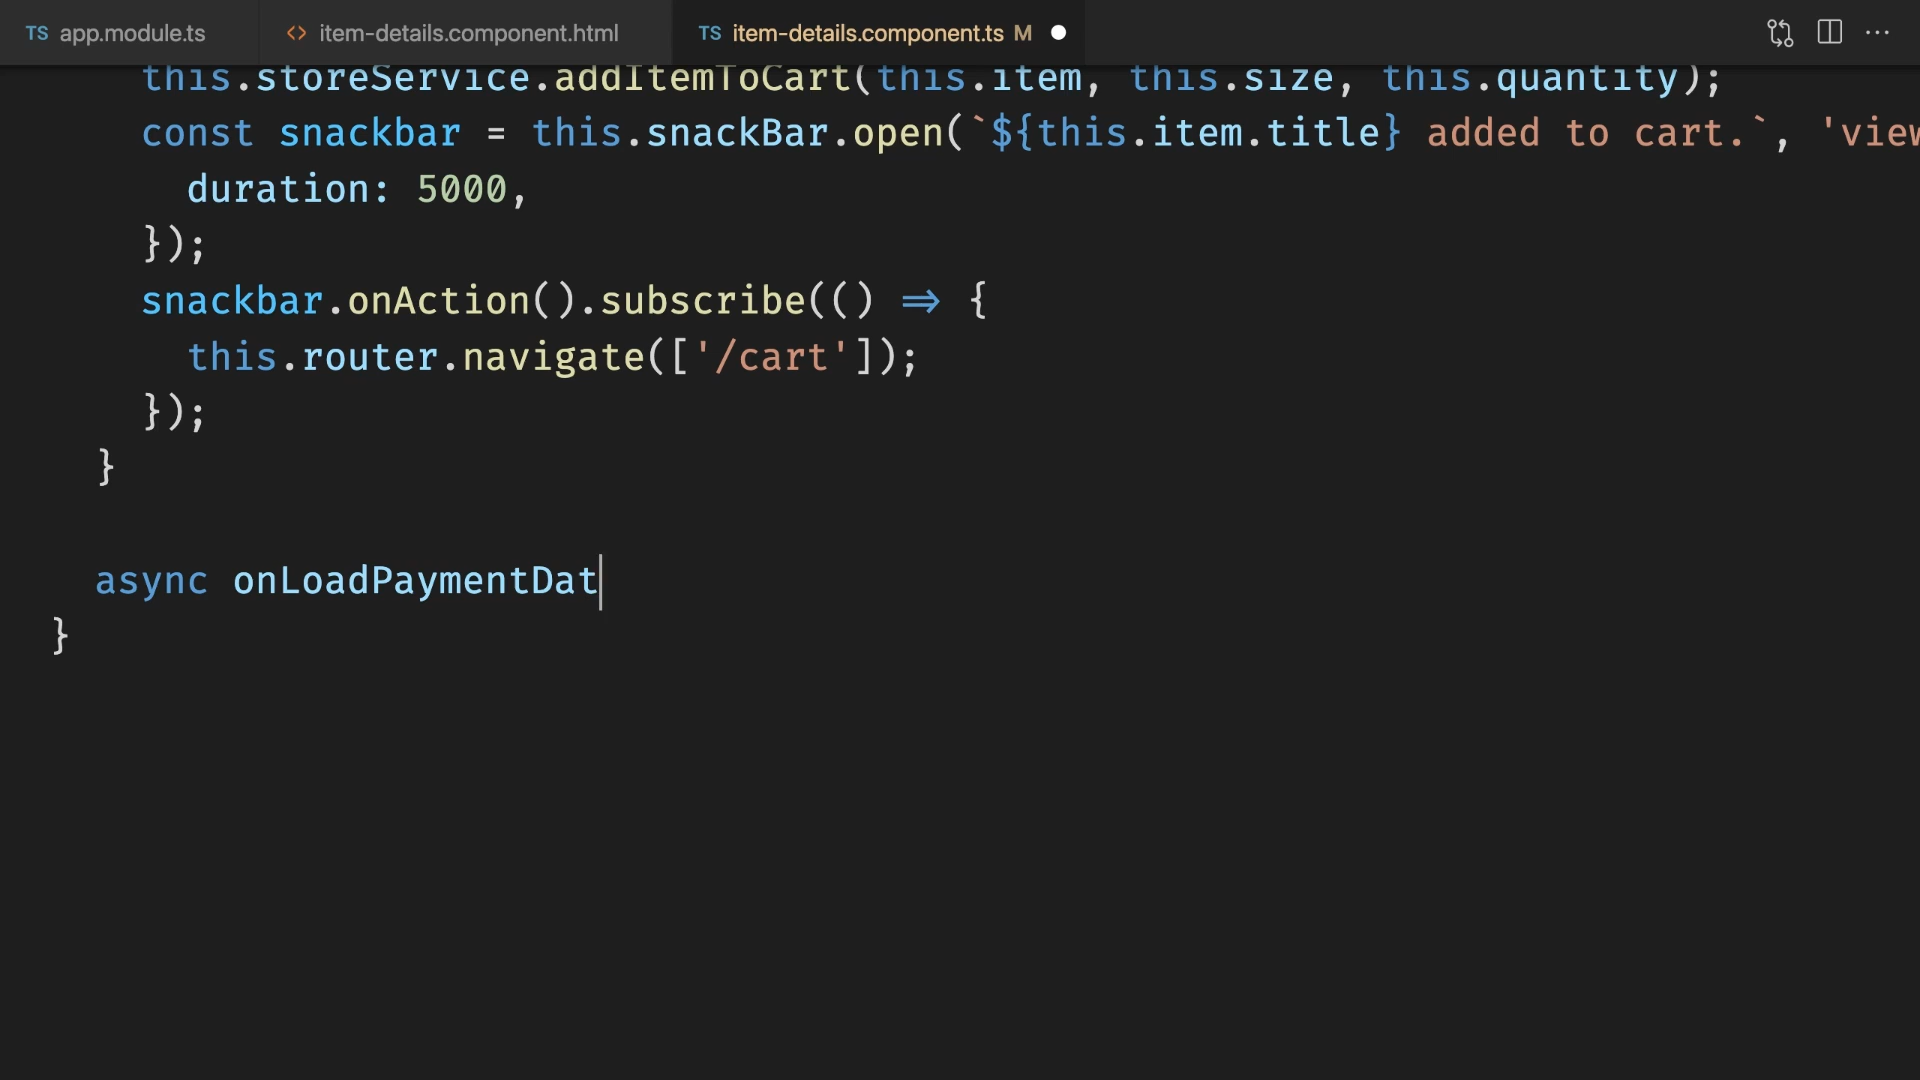 TS app.module.ts <> item-details.component.html TS item-details.component.ts M
this.storeService.addItemToCart(this.item, this.size, this.quantity);
const snackbar = this.snackBar.open(`${this.item.title} added to cart.`, 'view
duration: 5000,
});
snackbar.onAction().subscribe(() => {
this.router.navigate(['/cart']);
});
}
async onLoadPaymentDat
}